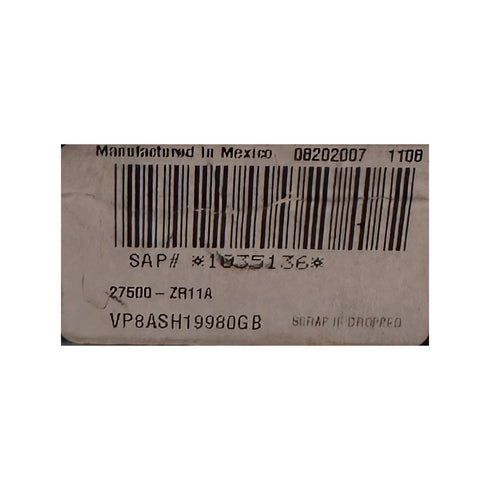 Manufactured In Mexico 08202007 1108
SAP# *1035136*
27500-ZR11A
VP8ASH19980GB SCRAP IF DROPPED